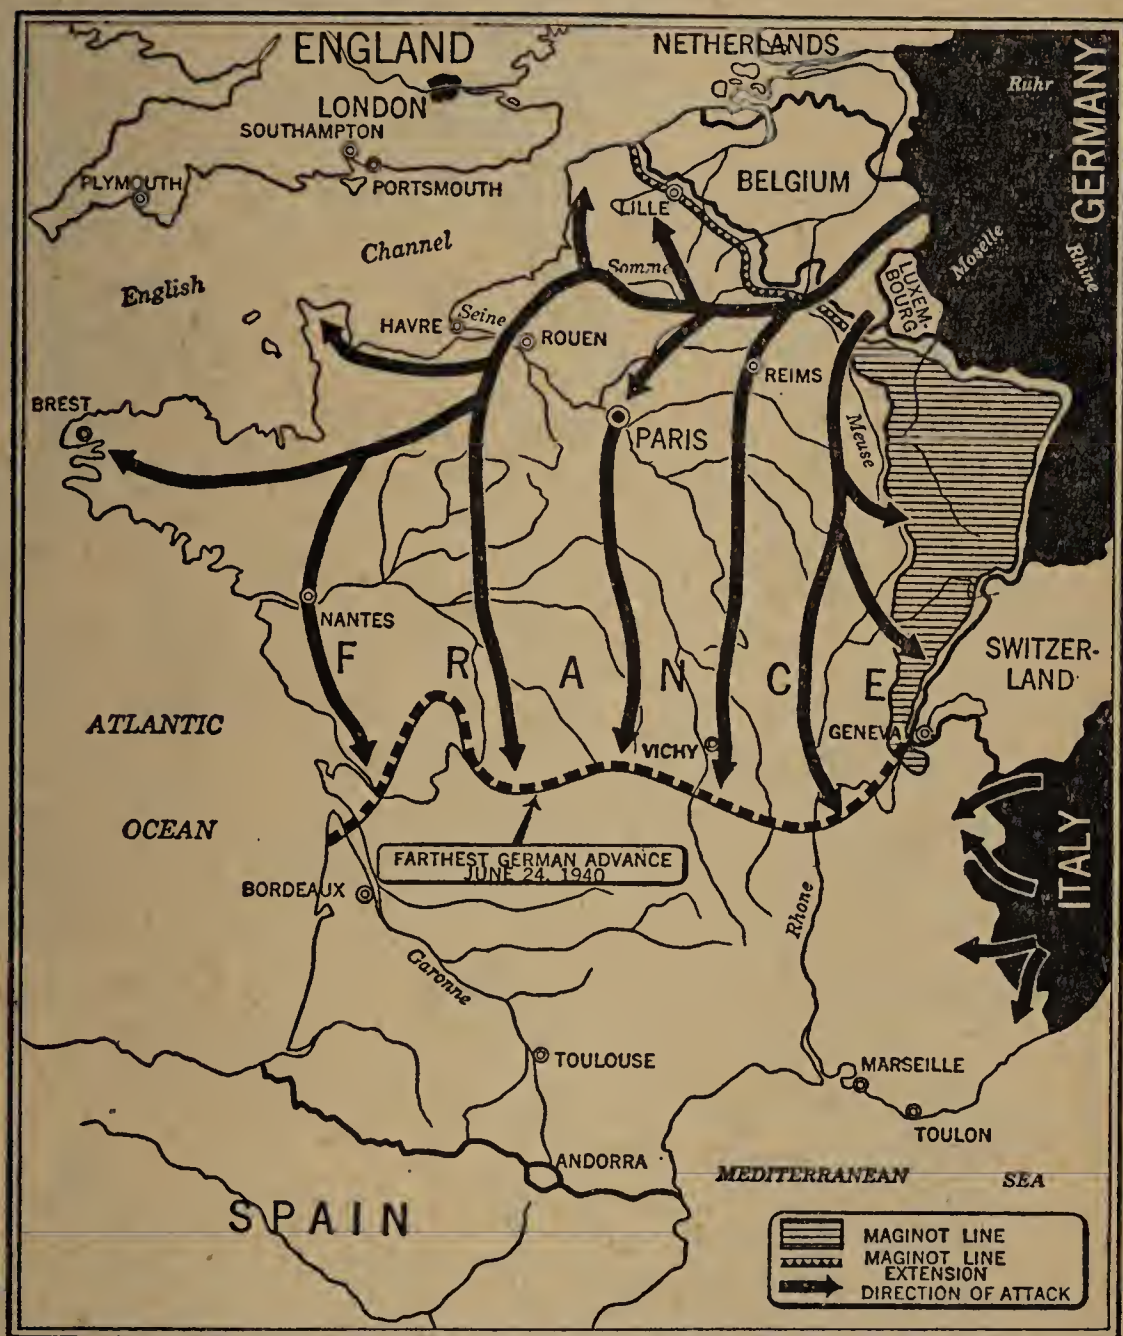 ENGLAND
NETHERLANDS
GERMANY
Ruhr
LONDON
SOUTHAMPTON
PORTSMOUTH
PLYMOUTH
BELGIUM
LILLE
Channel
English
Somme
Moselle
Rhine
LUXEM-
BOURG
HAVRE
Seine
ROUEN
REIMS
BREST
PARIS
Meuse
NANTES
FRANCE
SWITZER-
LAND
ATLANTIC
OCEAN
VICHY
GENEVA
ITALY
FARTHEST GERMAN ADVANCE
JUNE 24, 1940
BORDEAUX
Rhone
Garonne
TOULOUSE
MARSEILLE
TOULON
ANDORRA
MEDITERRANEAN SEA
SPAIN
MAGINOT LINE
MAGINOT LINE
EXTENSION
DIRECTION OF ATTACK